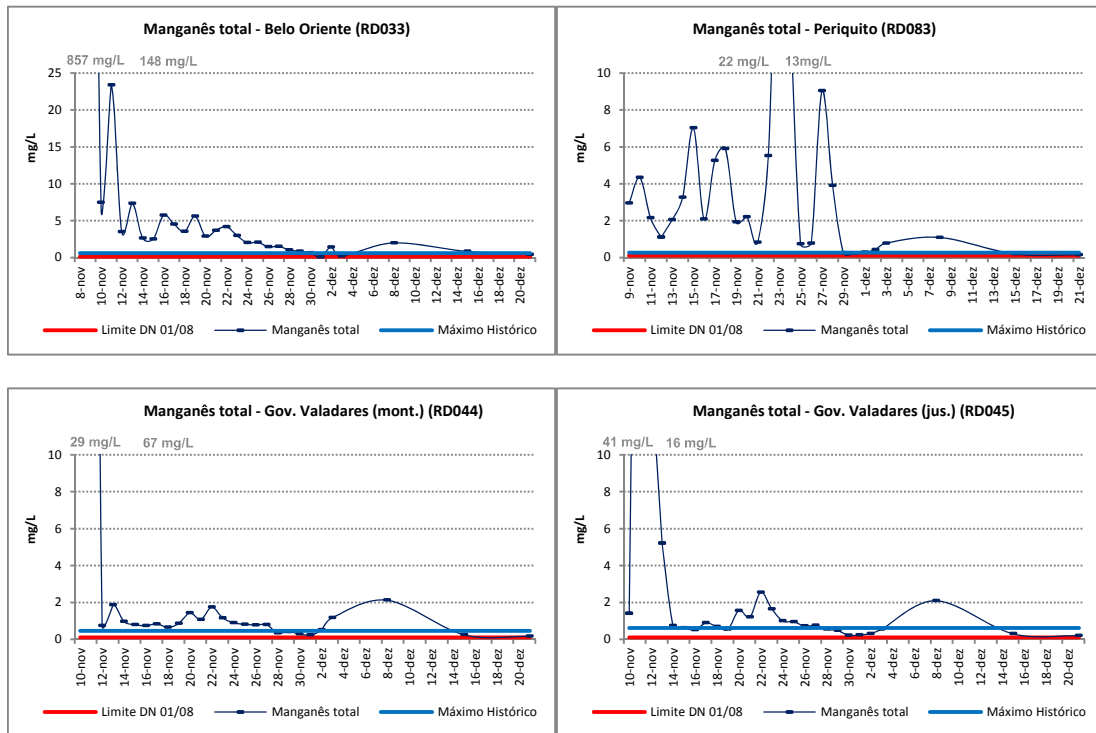 Manganês total - Belo Oriente (RD033)
857 mg/L 148 mg/L
25
20
15
10
5
0
mg/L
8-nov 10-nov 12-nov 14-nov 16-nov 18-nov 20-nov 22-nov 24-nov 26-nov 28-nov 30-nov 2-dez 4-dez 6-dez 8-dez 10-dez 12-dez 14-dez 16-dez 18-dez 20-dez
Limite DN 01/08 Manganês total Máximo Histórico
Manganês total - Periquito (RD083)
22 mg/L 13mg/L
10
8
6
4
2
0
mg/L
9-nov 11-nov 13-nov 15-nov 17-nov 19-nov 21-nov 23-nov 25-nov 27-nov 29-nov 1-dez 3-dez 5-dez 7-dez 9-dez 11-dez 13-dez 15-dez 17-dez 19-dez 21-dez
Limite DN 01/08 Manganês total Máximo Histórico
Manganês total - Gov. Valadares (mont.) (RD044)
29 mg/L 67 mg/L
10
8
6
4
2
0
mg/L
10-nov 12-nov 14-nov 16-nov 18-nov 20-nov 22-nov 24-nov 26-nov 28-nov 30-nov 2-dez 4-dez 6-dez 8-dez 10-dez 12-dez 14-dez 16-dez 18-dez 20-dez
Limite DN 01/08 Manganês total Máximo Histórico
Manganês total - Gov. Valadares (jus.) (RD045)
41 mg/L 16 mg/L
10
8
6
4
2
0
mg/L
10-nov 12-nov 14-nov 16-nov 18-nov 20-nov 22-nov 24-nov 26-nov 28-nov 30-nov 2-dez 4-dez 6-dez 8-dez 10-dez 12-dez 14-dez 16-dez 18-dez 20-dez
Limite DN 01/08 Manganês total Máximo Histórico